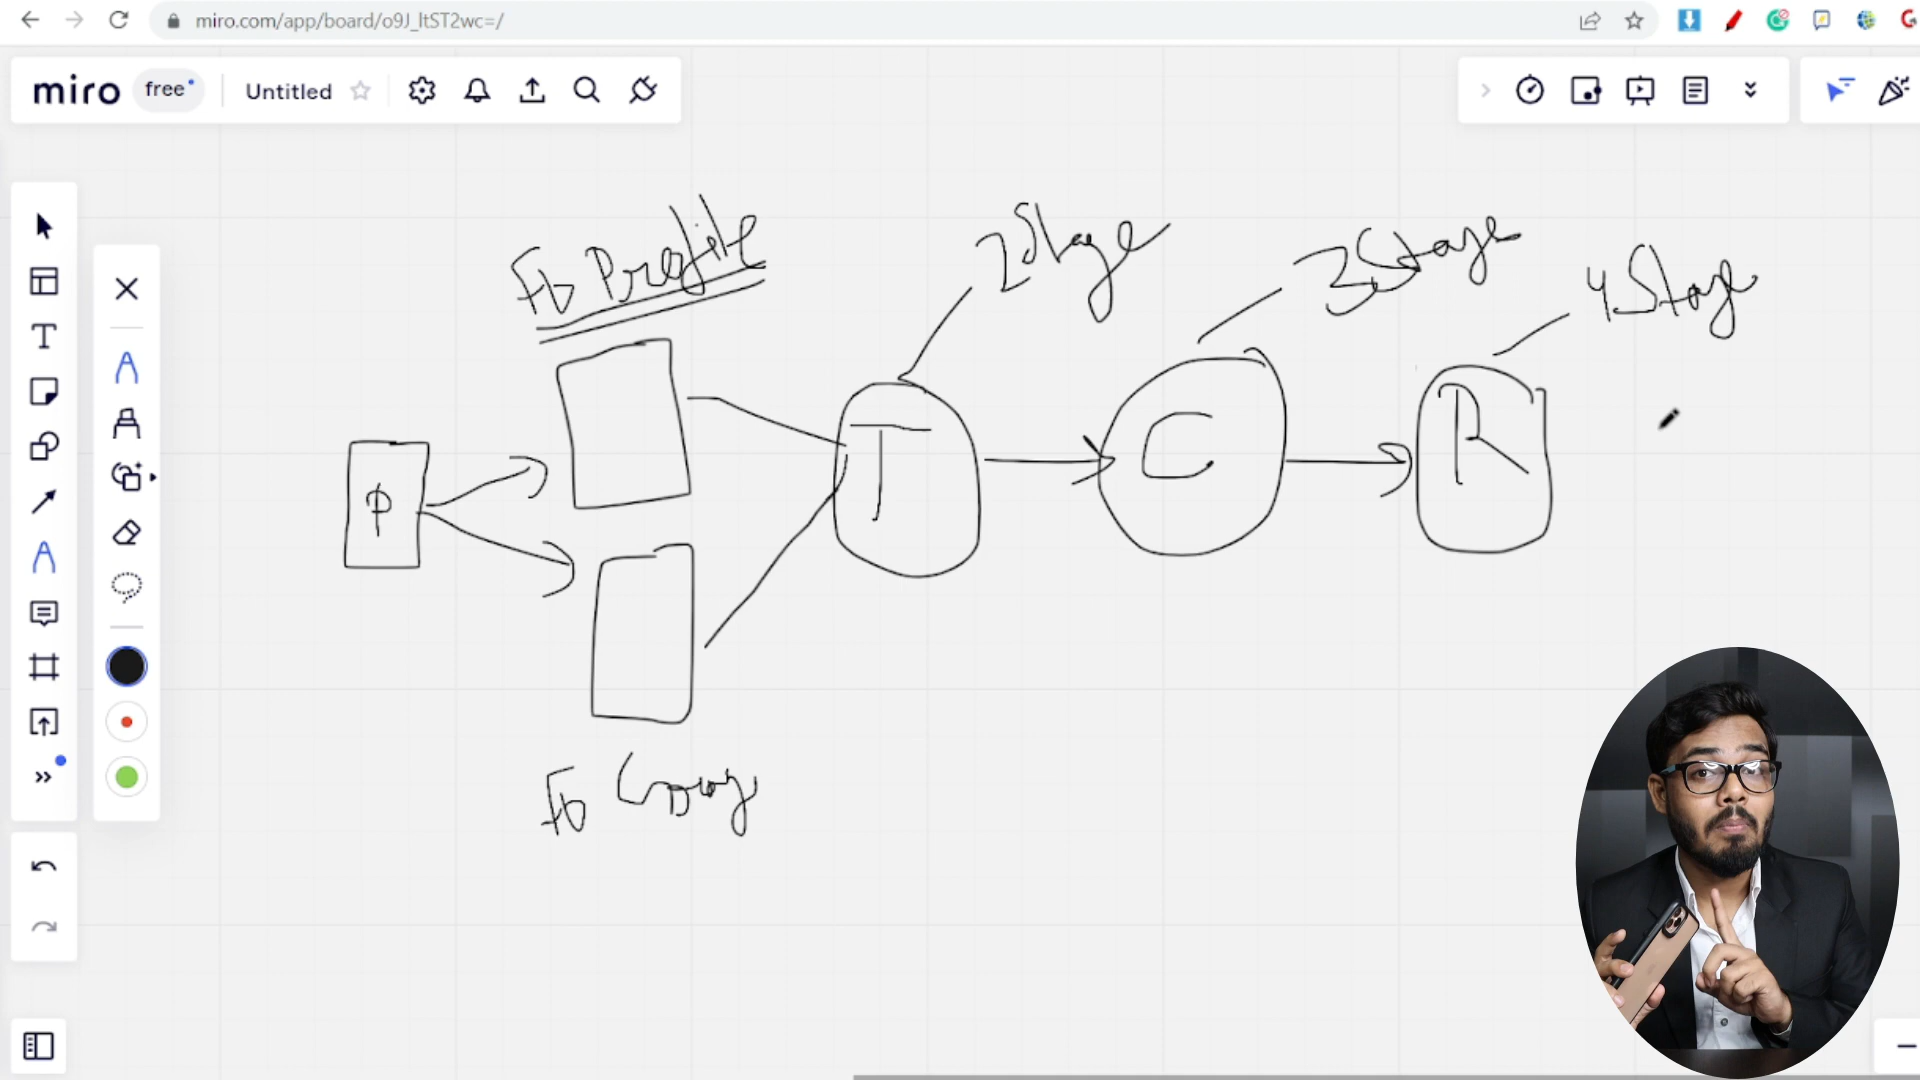 miro.com/app/board/o9J_ltST2wc=/
miro free Untitled
Fb Profile
2 Stage
3 Stage
4 Stage
P
T
C
R
Fb Group